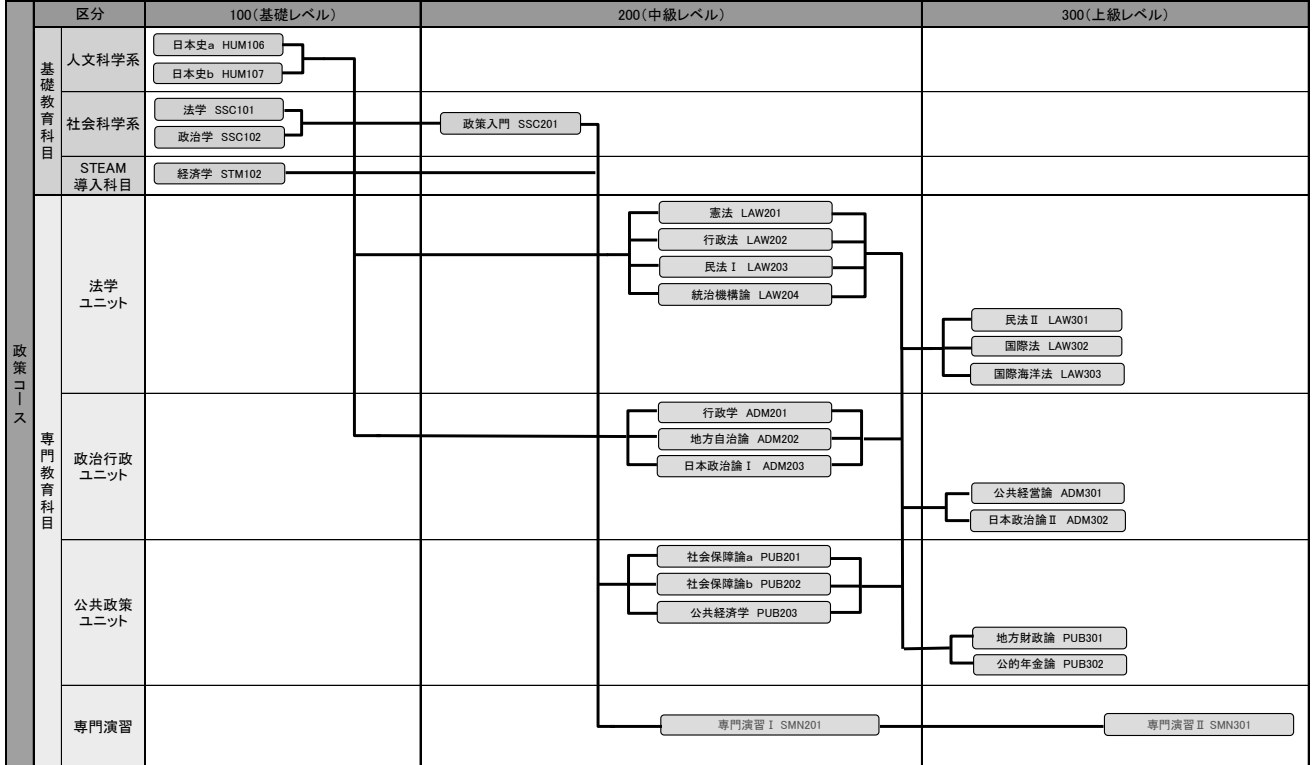 政策コース
区分
100(基礎レベル)
200(中級レベル)
300(上級レベル)
基礎教育科目
人文科学系
日本史a HUM106
日本史b HUM107
社会科学系
法学 SSC101
政治学 SSC102
政策入門 SSC201
STEAM
導入科目
経済学 STM102
専門教育科目
法学
ユニット
憲法 LAW201
行政法 LAW202
民法Ⅰ LAW203
統治機構論 LAW204
民法Ⅱ LAW301
国際法 LAW302
国際海洋法 LAW303
政治行政
ユニット
行政学 ADM201
地方自治論 ADM202
日本政治論Ⅰ ADM203
公共経営論 ADM301
日本政治論Ⅱ ADM302
公共政策
ユニット
社会保障論a PUB201
社会保障論b PUB202
公共経済学 PUB203
地方財政論 PUB301
公的年金論 PUB302
専門演習
専門演習Ⅰ SMN201
専門演習Ⅱ SMN301